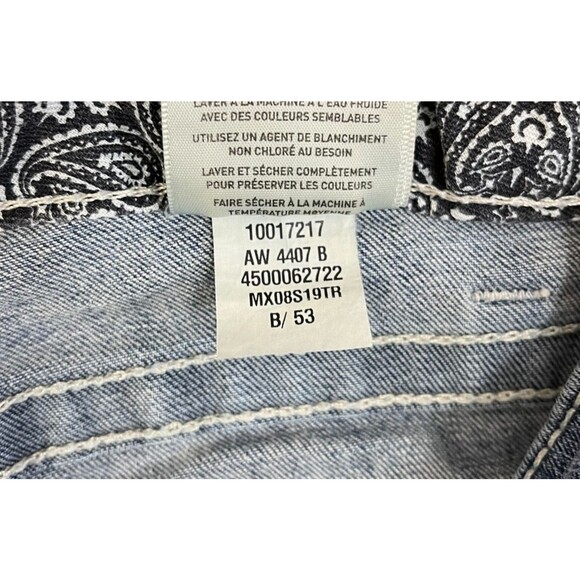 LAVER À LA MACHINE À L'EAU FRUIDE
AVEC DES COULEURS SEMBLABLES
UTILISEZ UN AGENT DE BLANCHIMENT
NON CHLORÉ AU BESOIN
LAVER ET SÉCHER COMPLÈTEMENT
POUR PRÉSERVER LES COULEURS
FAIRE SÉCHER À LA MACHINE À
TEMPÉRATURE MOYENNE
10017217
AW 4407 B
4500062722
MX08S19TR
B/ 53